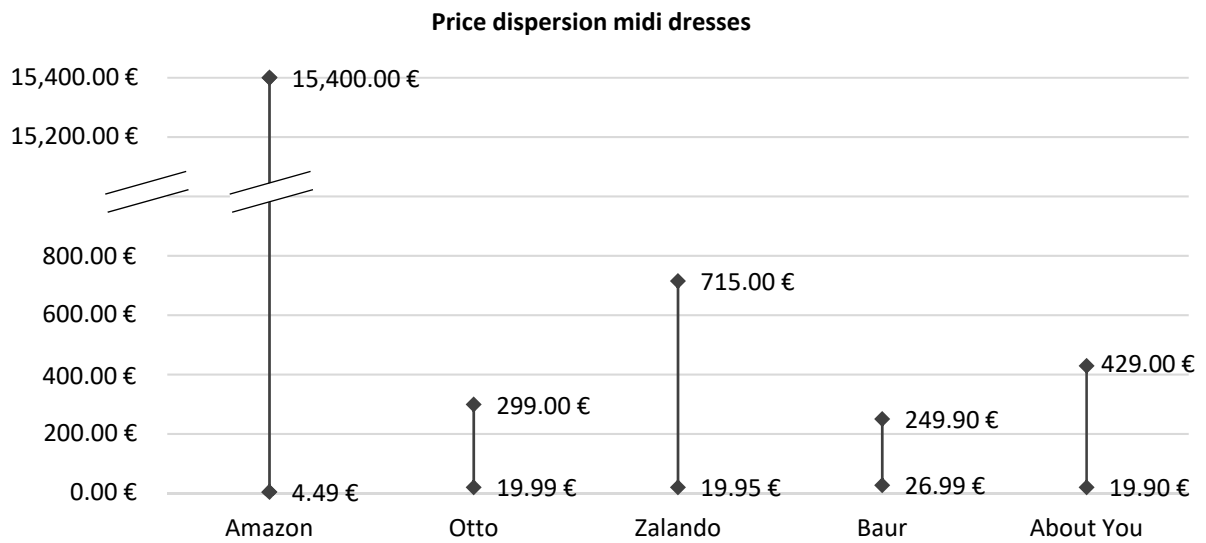 Price dispersion midi dresses
15,400.00 €
15,400.00 €
15,200.00 €
800.00 €
715.00 €
600.00 €
400.00 €
429.00 €
299.00 €
249.90 €
200.00 €
0.00 €
4.49 €
19.99 €
19.95 €
26.99 €
19.90 €
Amazon
Otto
Zalando
Baur
About You